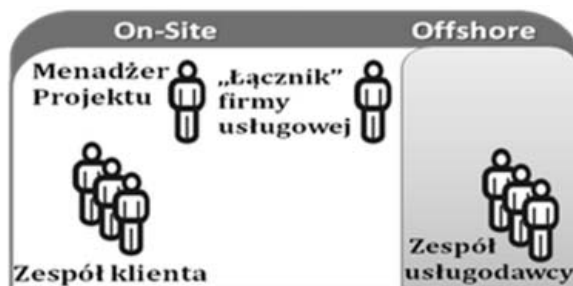 On-Site
Offshore
Menadżer
Projektu
„Łącznik”
firmy
usługowej
Zespół klienta
Zespół
usługodawcy